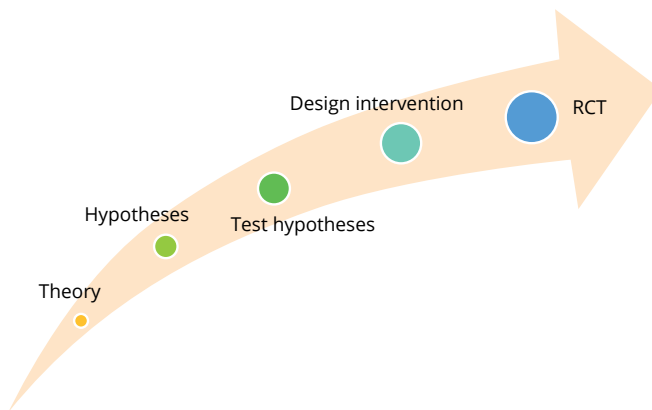 Theory
Hypotheses
Test hypotheses
Design intervention
RCT